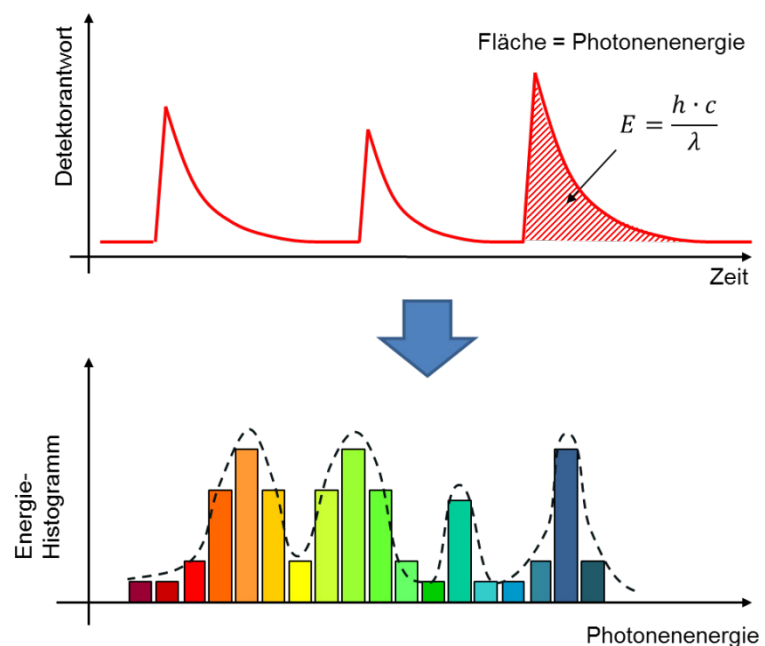 Fläche = Photonenenergie
Detektorantwort
E = h · c / λ
Zeit
Energie-
Histogramm
Photonenenergie